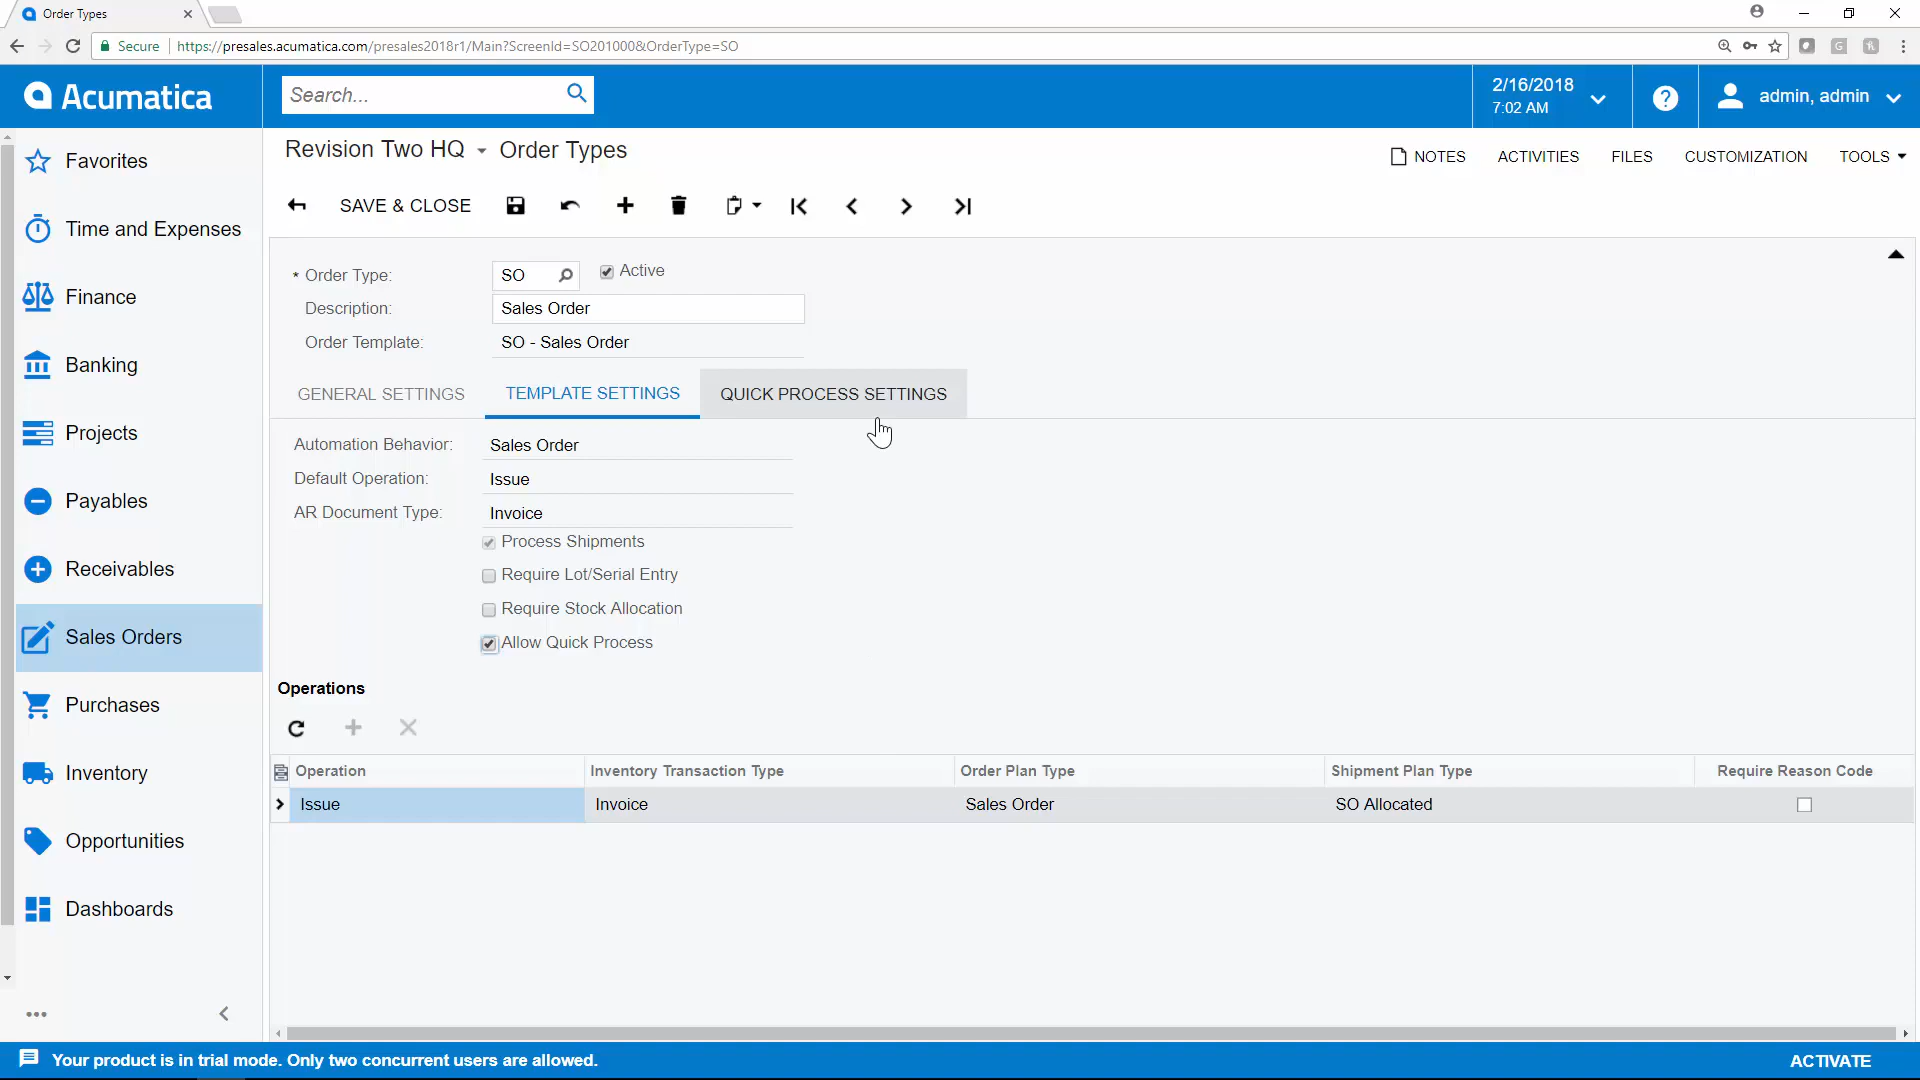 Order Types
Secure https://presales.acumatica.com/presales2018r1/Main?ScreenId=SO201000&OrderType=SO
Acumatica
Search...
2/16/2018
7:02 AM
admin, admin
Favorites
Time and Expenses
Finance
Banking
Projects
Payables
Receivables
Sales Orders
Purchases
Inventory
Opportunities
Dashboards
Revision Two HQ Order Types
NOTES ACTIVITIES FILES CUSTOMIZATION TOOLS
SAVE & CLOSE
* Order Type: SO Active
Description: Sales Order
Order Template: SO - Sales Order
GENERAL SETTINGS TEMPLATE SETTINGS QUICK PROCESS SETTINGS
Automation Behavior: Sales Order
Default Operation: Issue
AR Document Type: Invoice
Process Shipments
Require Lot/Serial Entry
Require Stock Allocation
Allow Quick Process
Operations
Operation Inventory Transaction Type Order Plan Type Shipment Plan Type Require Reason Code
Issue Invoice Sales Order SO Allocated
Your product is in trial mode. Only two concurrent users are allowed.
ACTIVATE